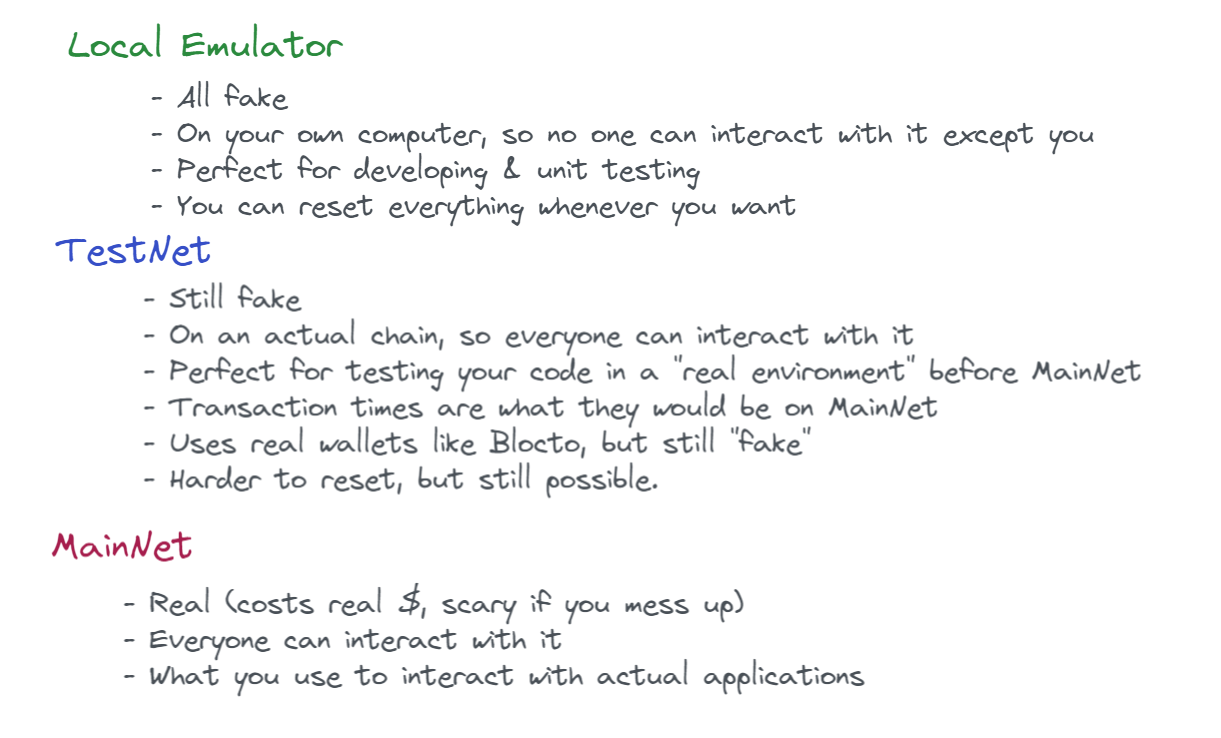 Local Emulator
- All fake
- On your own computer, so no one can interact with it except you
- Perfect for developing & unit testing
- You can reset everything whenever you want
TestNet
- Still fake
- On an actual chain, so everyone can interact with it
- Perfect for testing your code in a "real environment" before MainNet
- Transaction times are what they would be on MainNet
- Uses real wallets like Blocto, but still "fake"
- Harder to reset, but still possible.
MainNet
- Real (costs real $, scary if you mess up)
- Everyone can interact with it
- What you use to interact with actual applications